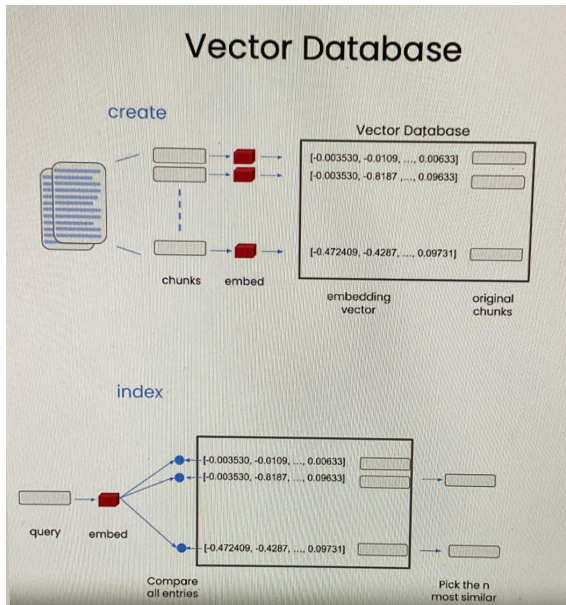 Vector Database
create
Vector Database
[-0.003530, -0.0109, ...., 0.00633]
[-0.003530, -0.8187 ,...., 0.09633]
[-0.472409, -0.4287, ...., 0.09731]
chunks
embed
embedding
vector
original
chunks
index
[-0.003530, -0.0109, ...., 0.00633]
[-0.003530, -0.8187, ...., 0.09633]
query
embed
[-0.472409, -0.4287, ...., 0.09731]
Compare
all entries
Pick the n
most similar